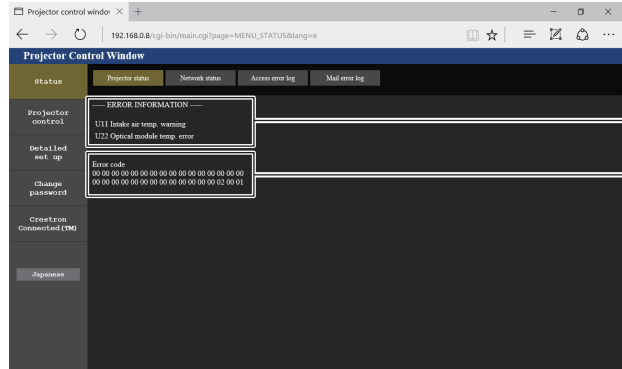 Projector control window
192.168.0.8/cgi-bin/main.cgi?page=MENU_STATUS&lang=e
Projector Control Window
Status
Projector status
Network status
Access error log
Mail error log
Projector
control
Detailed
set up
Change
password
Crestron
Connected(TM)
Japanese
----- ERROR INFORMATION -----
U11 Intake air temp. warning
U22 Optical module temp. error
Error code
00 00 00 00 00 00 00 00 00 00 00 00 00 00 00 00
00 00 00 00 00 00 00 00 00 00 00 00 00 02 00 01